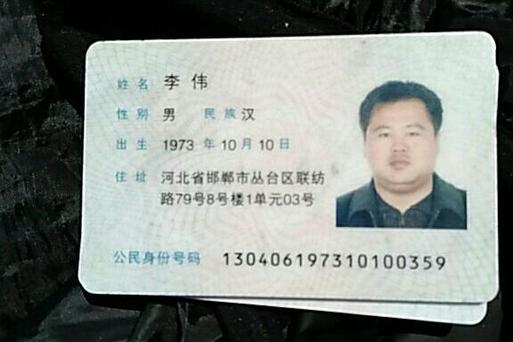 姓名 李伟
性别 男 民族 汉
出生 1973 年 10 月 10 日
住址 河北省邯郸市丛台区联纺
路79号8号楼1单元03号
公民身份号码 130406197310100359